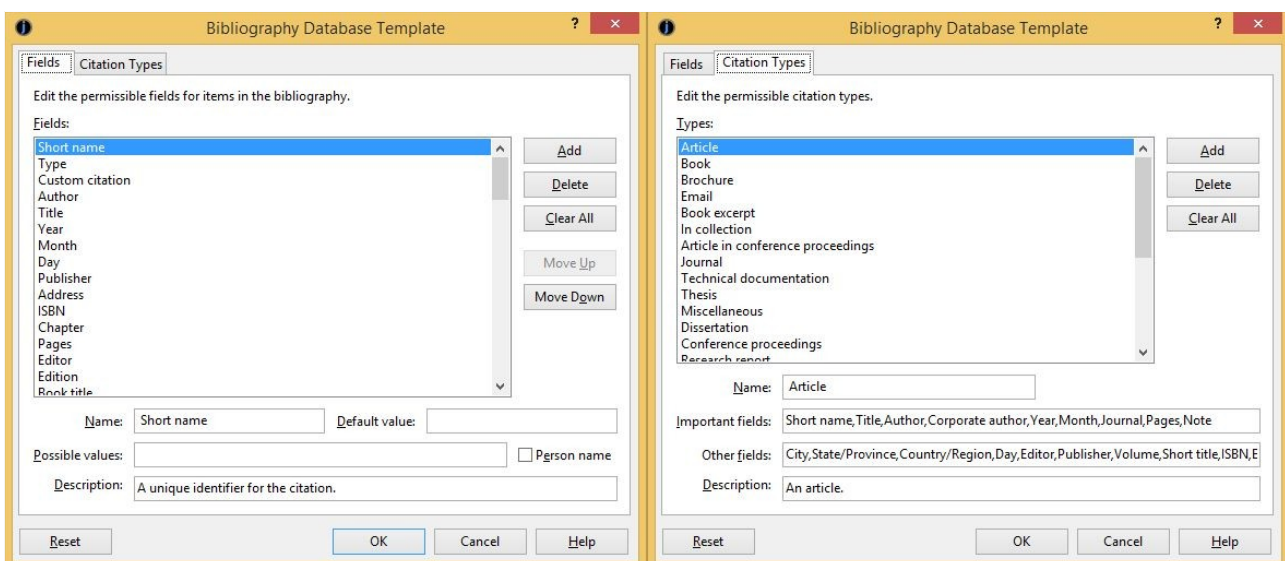 Bibliography Database Template ? ×
Fields Citation Types
Edit the permissible fields for items in the bibliography.
Fields:
Short name
Type
Custom citation
Author
Title
Year
Month
Day
Publisher
Address
ISBN
Chapter
Pages
Editor
Edition
Book title
Add
Delete
Clear All
Move Up
Move Down
Name: Short name Default value:
Possible values: Person name
Description: A unique identifier for the citation.
Reset OK Cancel Help
Bibliography Database Template ? ×
Fields Citation Types
Edit the permissible citation types.
Types:
Article
Book
Brochure
Email
Book excerpt
In collection
Article in conference proceedings
Journal
Technical documentation
Thesis
Miscellaneous
Dissertation
Conference proceedings
Research report
Add
Delete
Clear All
Name: Article
Important fields: Short name,Title,Author,Corporate author,Year,Month,Journal,Pages,Note
Other fields: City,State/Province,Country/Region,Day,Editor,Publisher,Volume,Short title,ISBN,E
Description: An article.
Reset OK Cancel Help